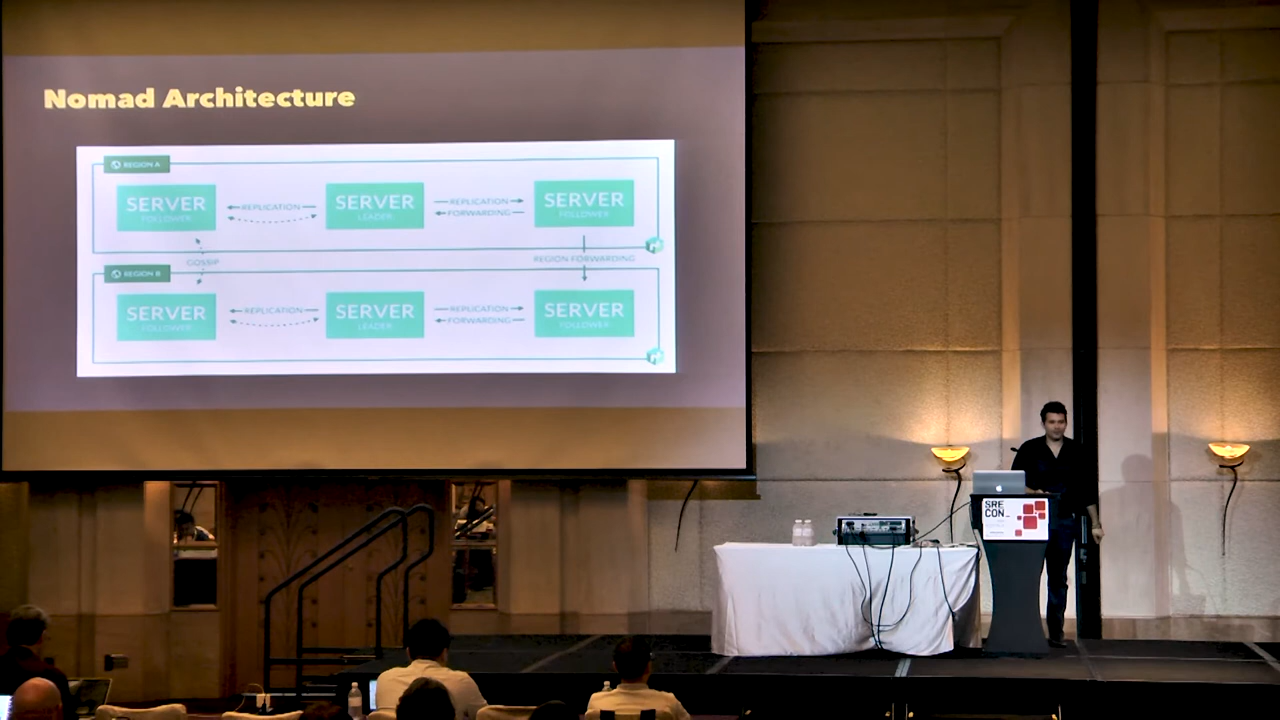 Nomad Architecture
REGION A
SERVER
FOLLOWER
REPLICATION
SERVER
LEADER
REPLICATION
FORWARDING
SERVER
FOLLOWER
GOSSIP
REGION FORWARDING
REGION B
SERVER
FOLLOWER
REPLICATION
SERVER
LEADER
REPLICATION
FORWARDING
SERVER
FOLLOWER
SRE
CON